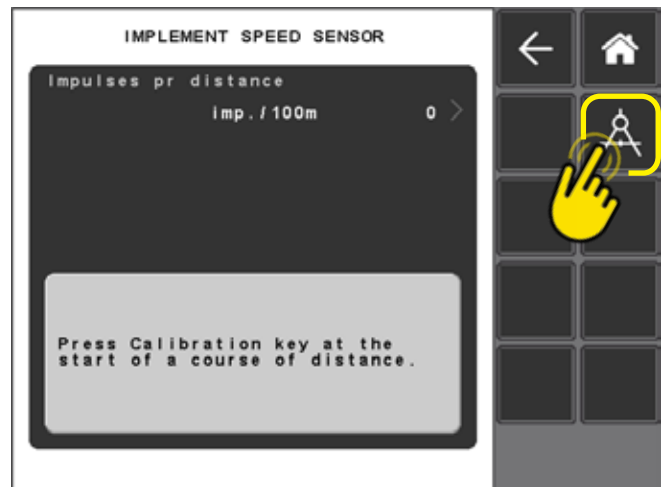 IMPLEMENT SPEED SENSOR
Impulses pr distance
imp./100m 0
Press Calibration key at the
start of a course of distance.